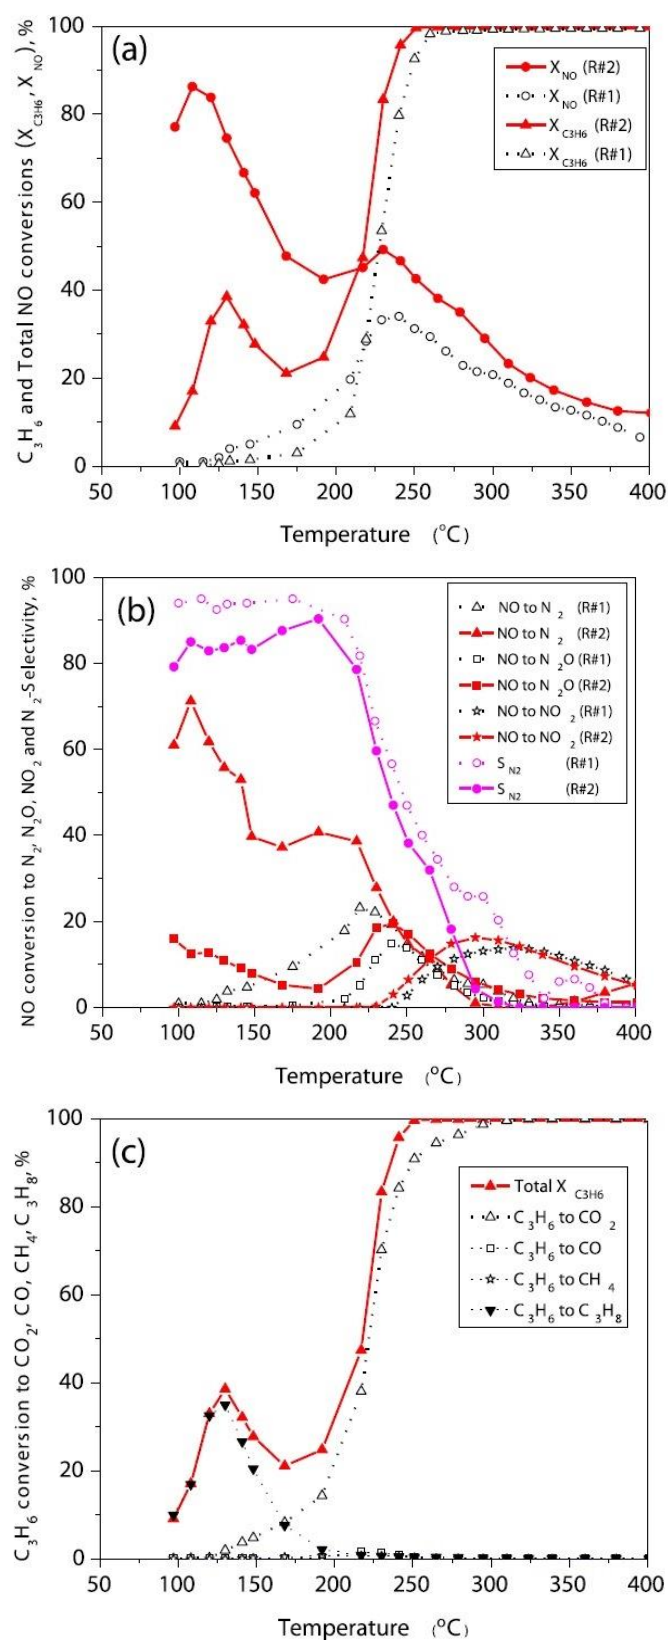 (a)
C3H6 and Total NO conversions (XC3H6, XNO), %
100
80
60
40
20
0
XNO (R#2)
XNO (R#1)
XC3H6 (R#2)
XC3H6 (R#1)
50 100 150 200 250 300 350 400
Temperature (°C)
(b)
NO conversion to N2, N2O, NO2 and N2-Selectivity, %
100
80
60
40
20
0
NO to N2 (R#1)
NO to N2 (R#2)
NO to N2O (R#1)
NO to N2O (R#2)
NO to NO2 (R#1)
NO to NO2 (R#2)
SN2 (R#1)
SN2 (R#2)
50 100 150 200 250 300 350 400
Temperature (°C)
(c)
C3H6 conversion to CO2, CO, CH4, C3H8, %
100
80
60
40
20
0
Total XC3H6
C3H6 to CO2
C3H6 to CO
C3H6 to CH4
C3H6 to C3H8
50 100 150 200 250 300 350 400
Temperature (°C)